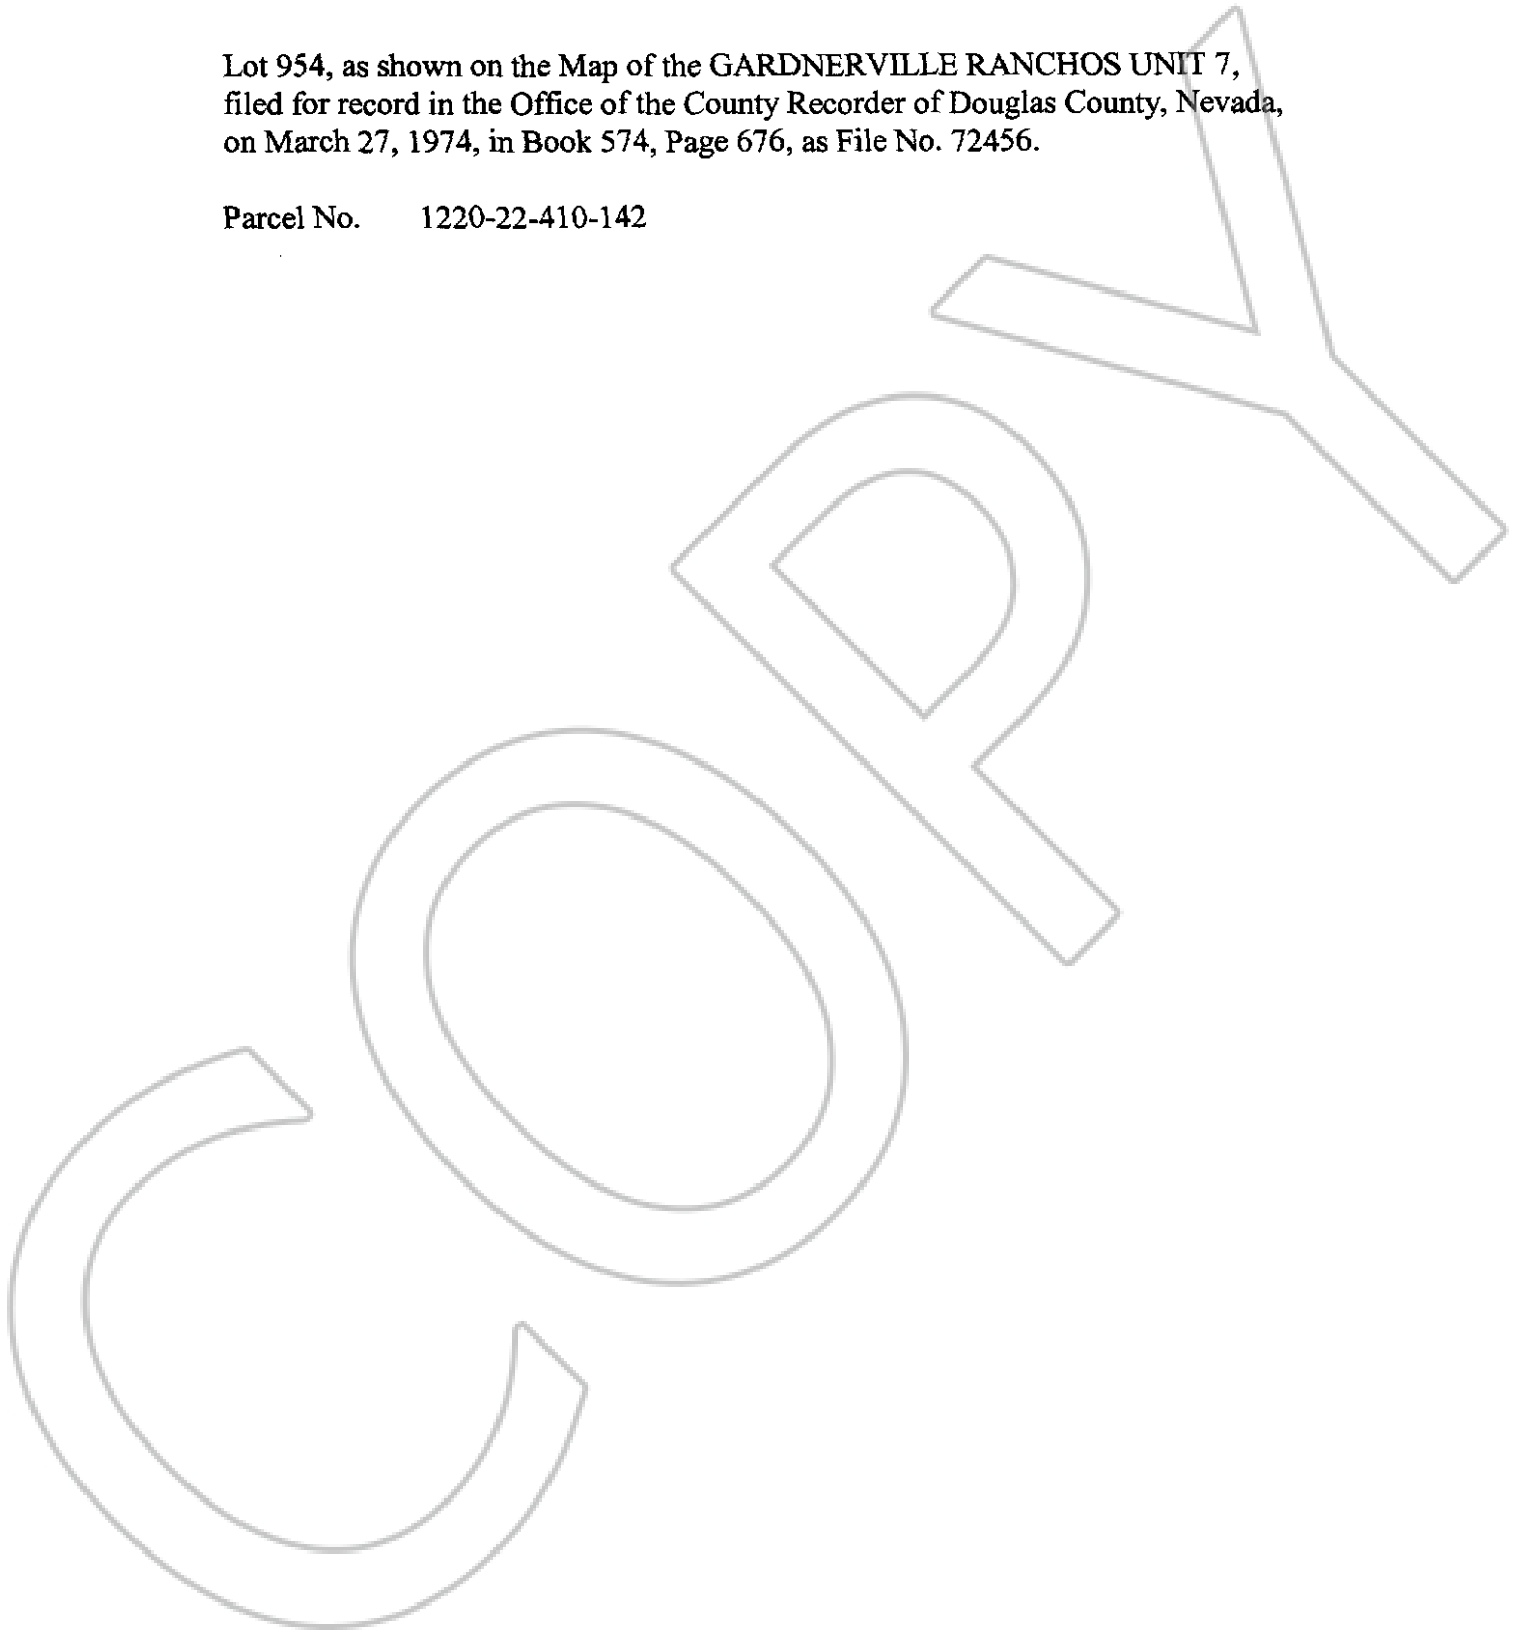 Lot 954, as shown on the Map of the GARDNERVILLE RANCHOS UNIT 7,
filed for record in the Office of the County Recorder of Douglas County, Nevada,
on March 27, 1974, in Book 574, Page 676, as File No. 72456.
Parcel No. 1220-22-410-142
COPY